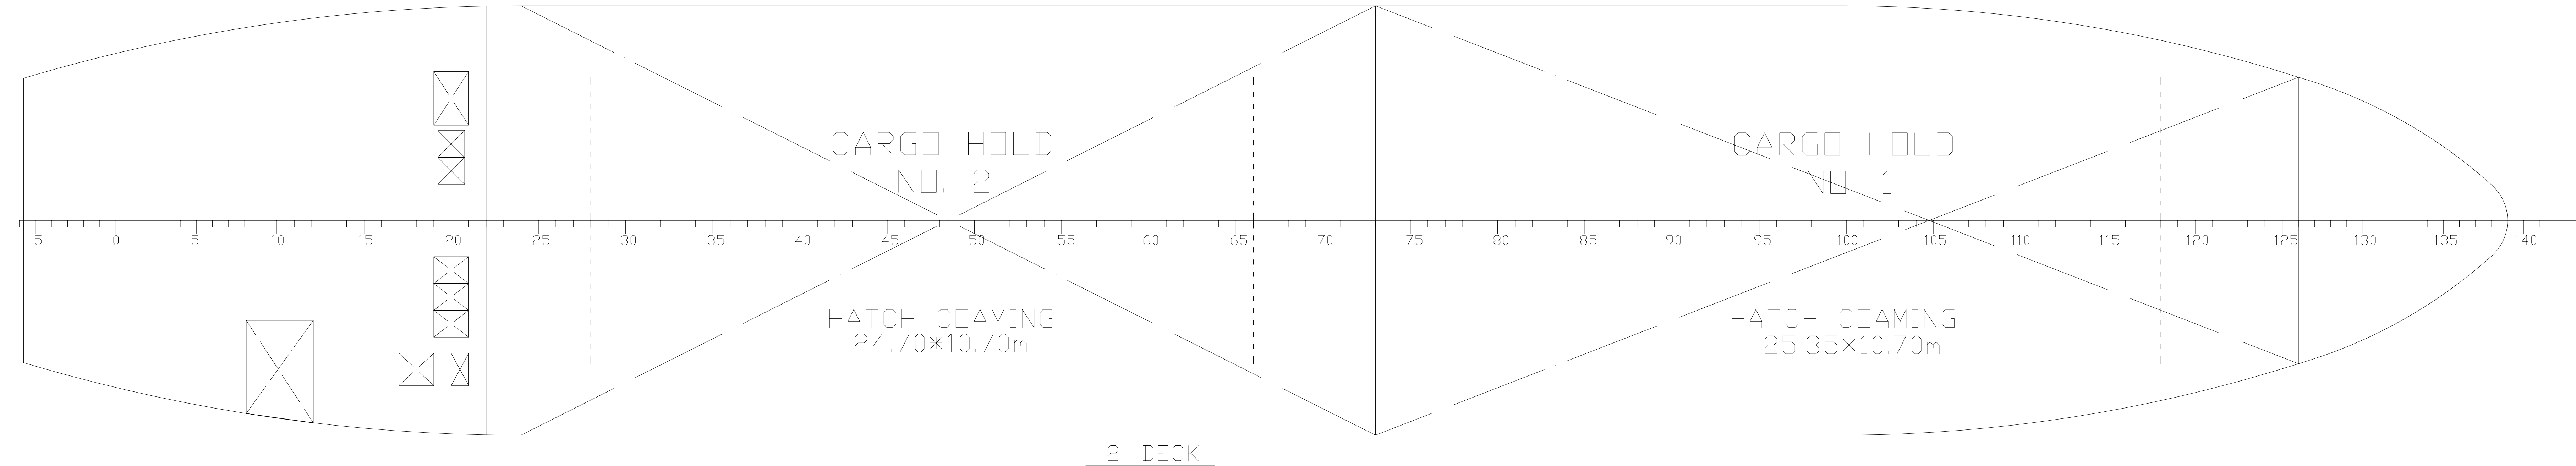 CARGO HOLD
NO. 2
CARGO HOLD
NO. 1
-5 0 5 10 15 20 25 30 35 40 45 50 55 60 65 70 75 80 85 90 95 100 105 110 115 120 125 130 135 140
HATCH COAMING
24.70*10.70m
HATCH COAMING
25.35*10.70m
2. DECK